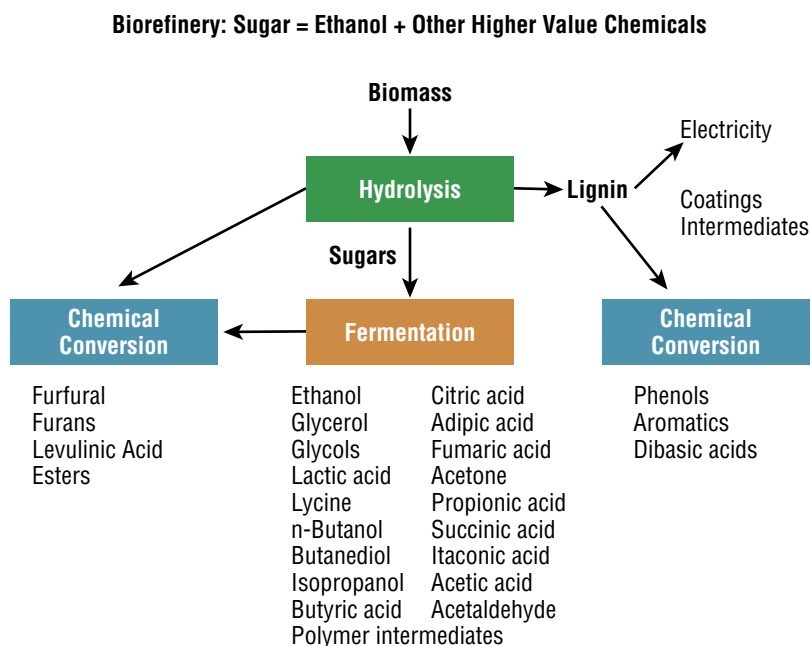 Biorefinery: Sugar = Ethanol + Other Higher Value Chemicals
Biomass
Electricity
Hydrolysis
Lignin
Coatings
Intermediates
Sugars
Chemical
Conversion
Fermentation
Chemical
Conversion
Furfural
Furans
Levulinic Acid
Esters
Ethanol
Glycerol
Glycols
Lactic acid
Lycine
n-Butanol
Butanediol
Isopropanol
Butyric acid
Polymer intermediates
Citric acid
Adipic acid
Fumaric acid
Acetone
Propionic acid
Succinic acid
Itaconic acid
Acetic acid
Acetaldehyde
Phenols
Aromatics
Dibasic acids